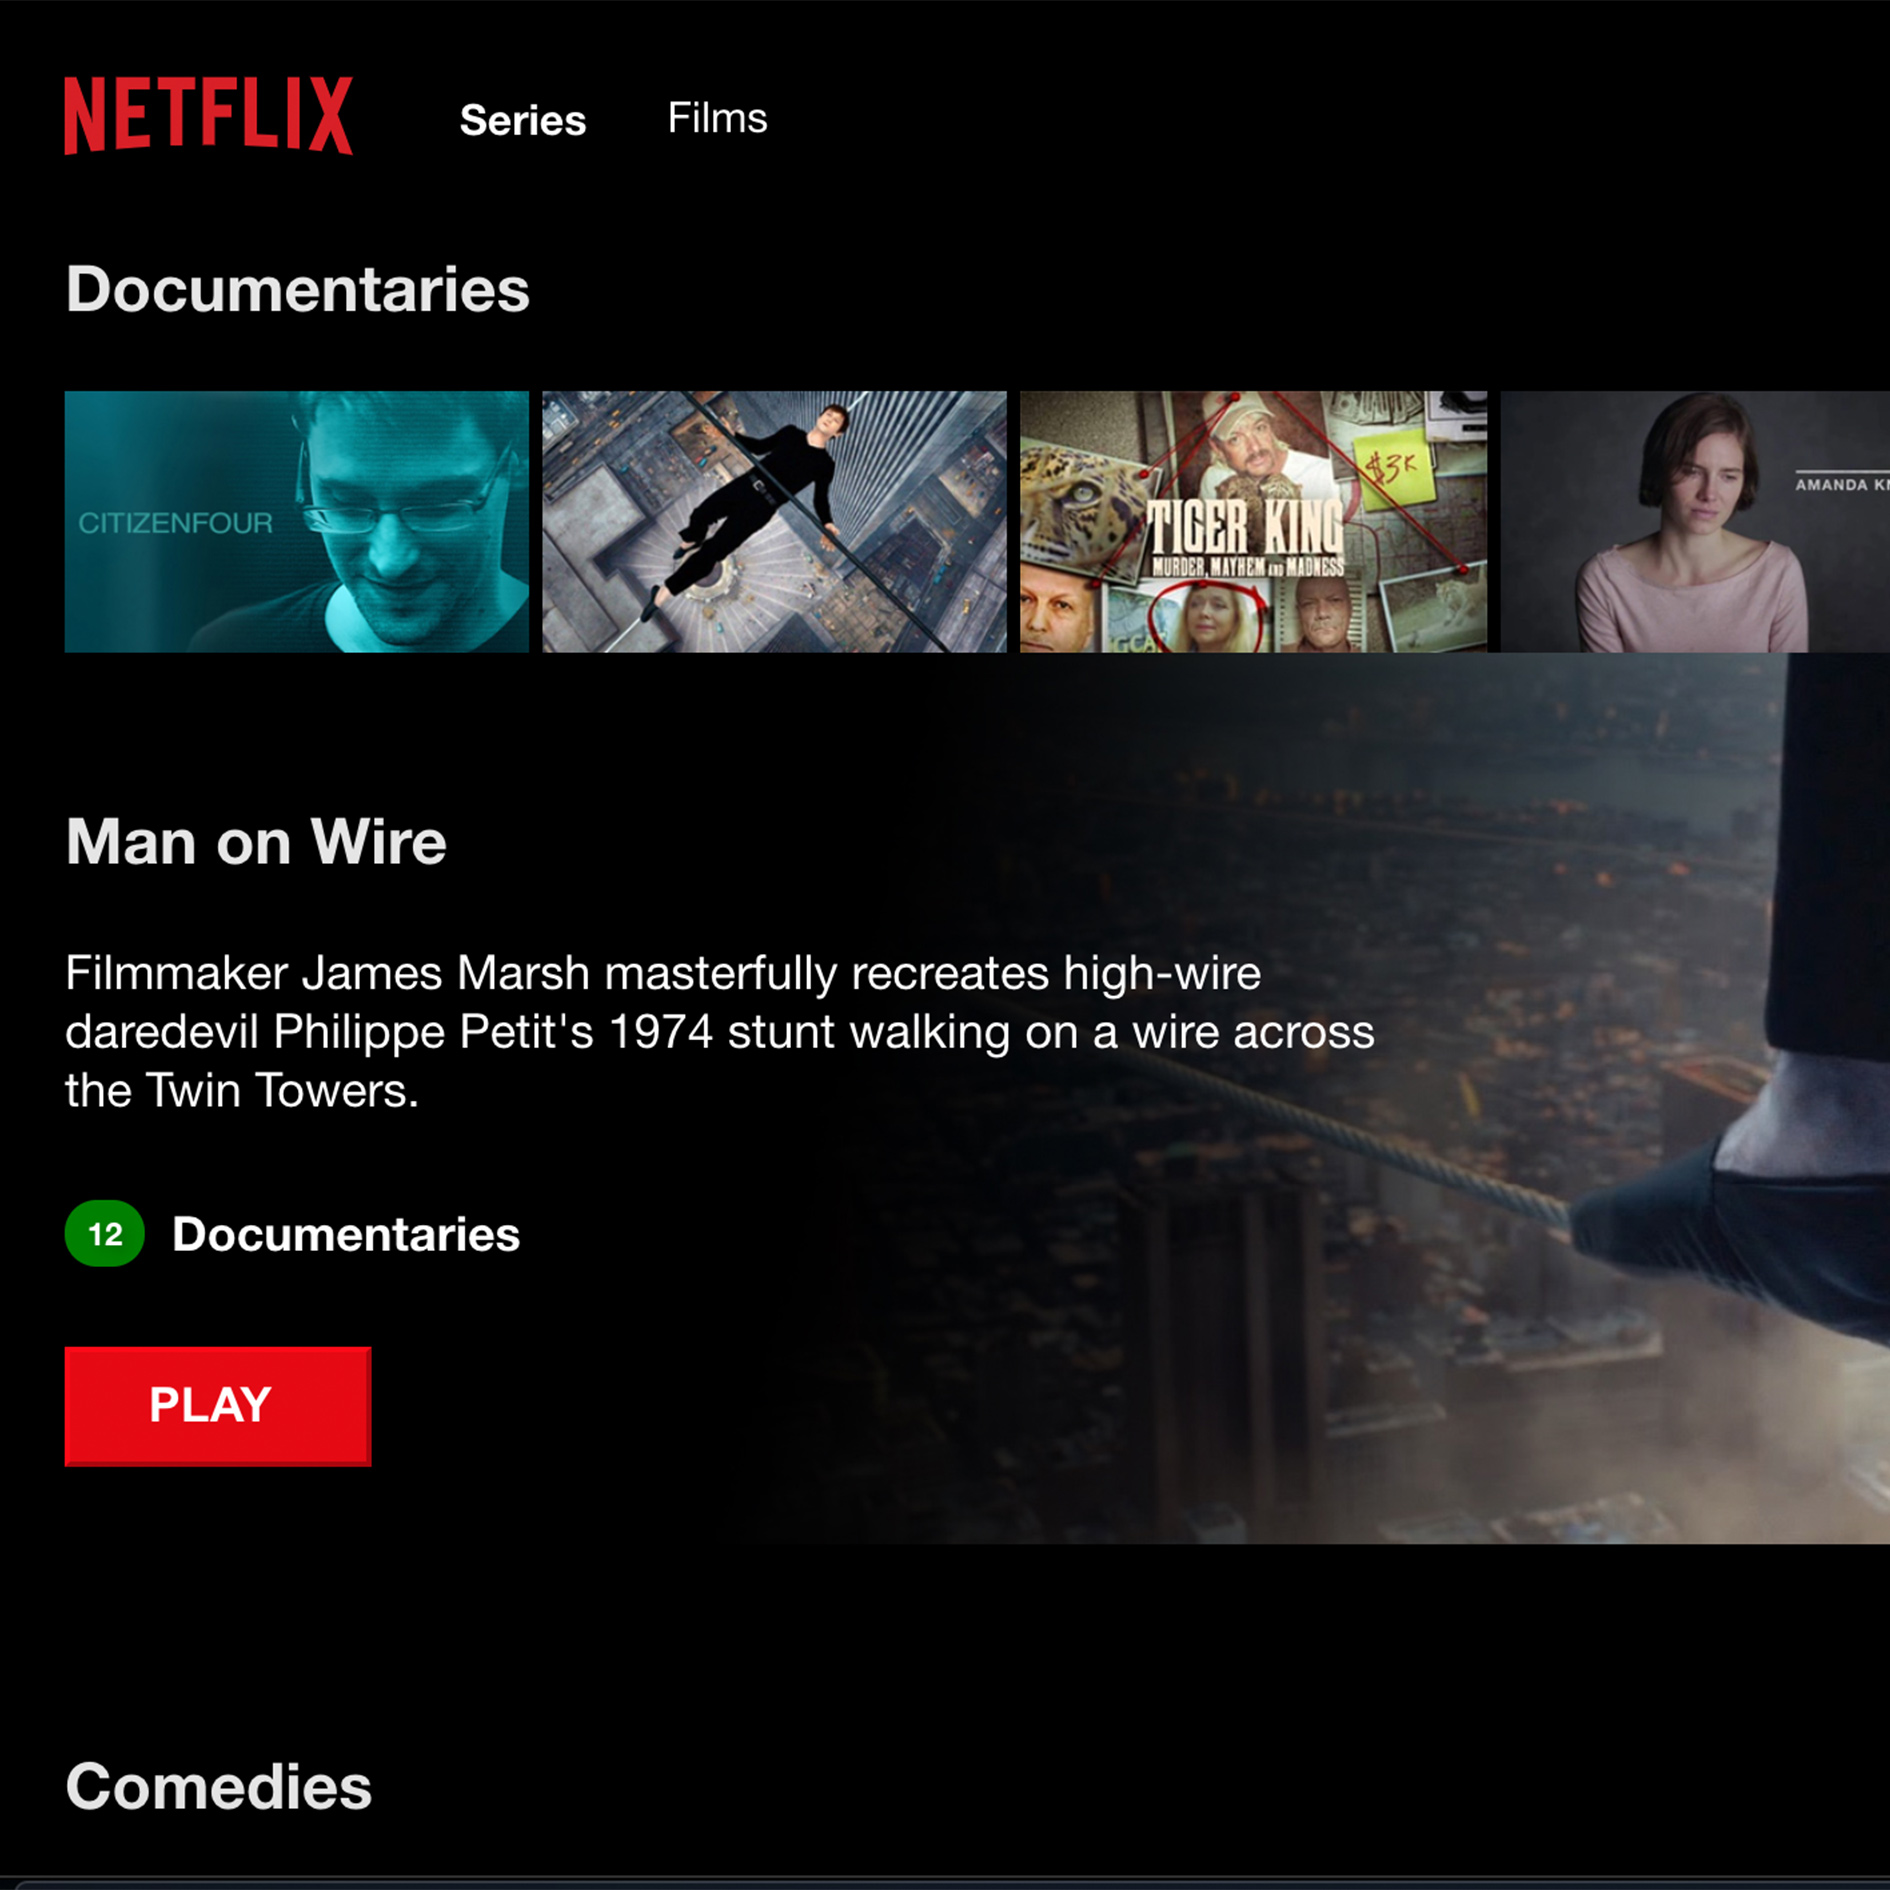 NETFLIX
Series
Films
Documentaries
CITIZENFOUR
$3K
TIGER KING
MURDER, MAYHEM AND MADNESS
AMANDA
Man on Wire
Filmmaker James Marsh masterfully recreates high-wire
daredevil Philippe Petit's 1974 stunt walking on a wire across
the Twin Towers.
12 Documentaries
PLAY
Comedies